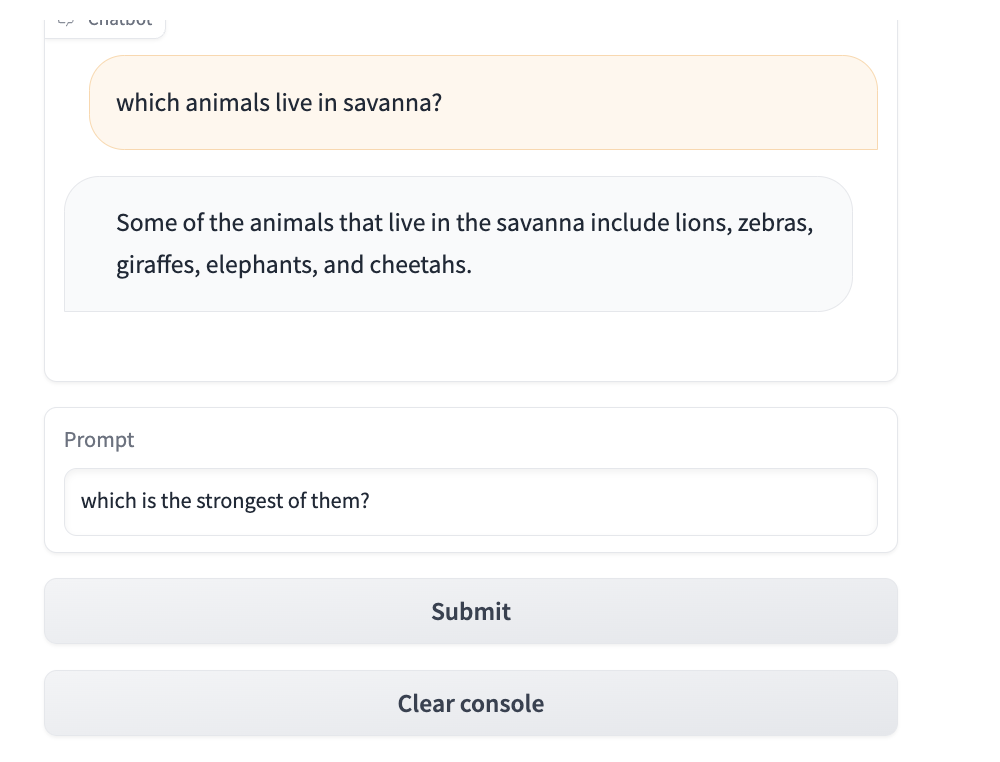 Chatbot
which animals live in savanna?
Some of the animals that live in the savanna include lions, zebras,
giraffes, elephants, and cheetahs.
Prompt
which is the strongest of them?
Submit
Clear console